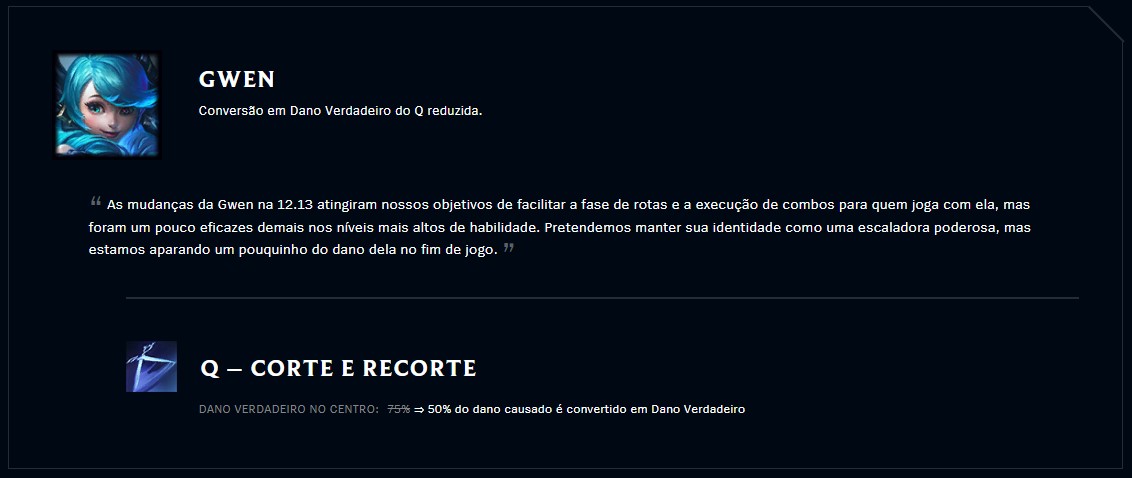 GWEN
Conversão em Dano Verdadeiro do Q reduzida.
“ As mudanças da Gwen na 12.13 atingiram nossos objetivos de facilitar a fase de rotas e a execução de combos para quem joga com ela, mas
foram um pouco eficazes demais nos níveis mais altos de habilidade. Pretendemos manter sua identidade como uma escaladora poderosa, mas
estamos aparando um pouquinho do dano dela no fim de jogo. ”
Q — CORTE E RECORTE
DANO VERDADEIRO NO CENTRO: 75% ⇒ 50% do dano causado é convertido em Dano Verdadeiro